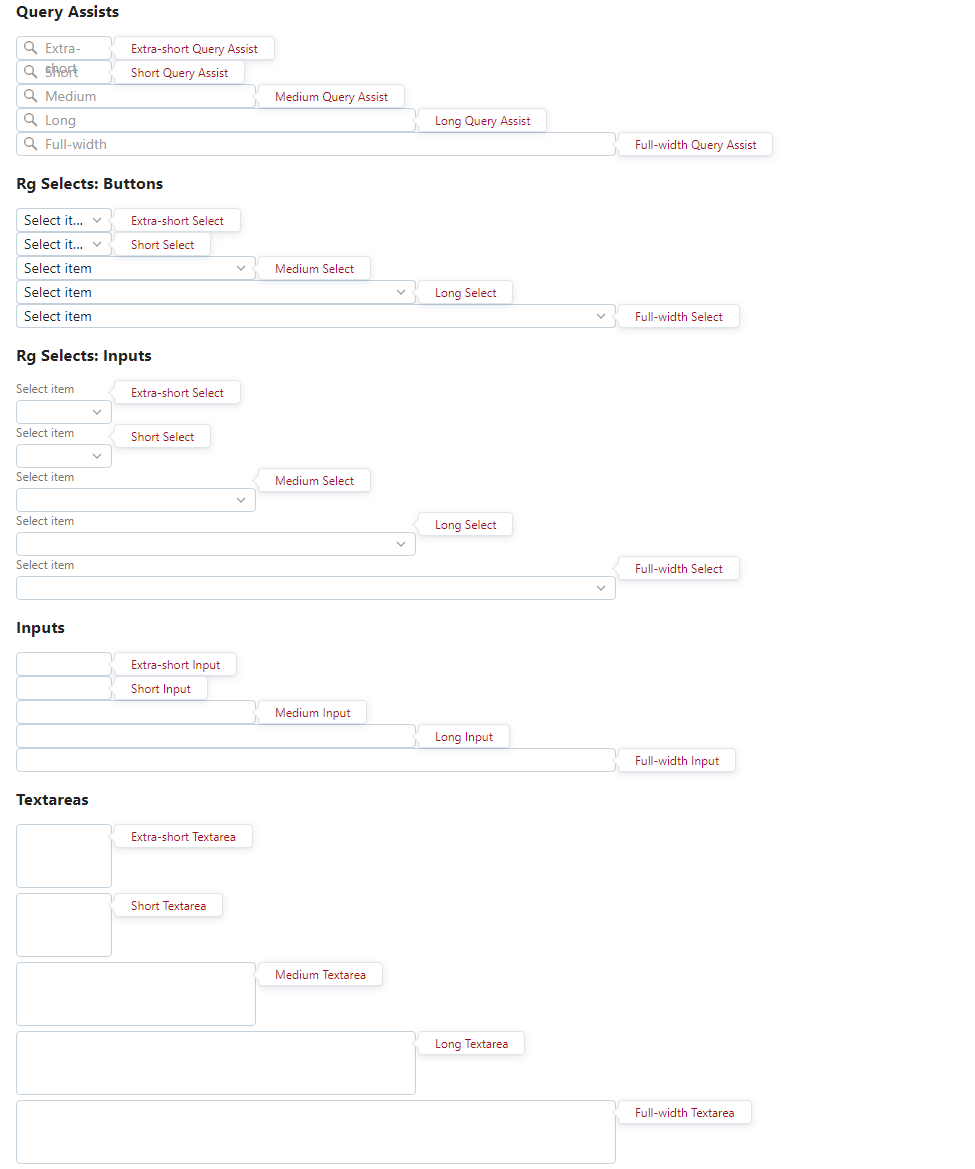 Query Assists
Extra-short
Extra-short Query Assist
Short
Short Query Assist
Medium
Medium Query Assist
Long
Long Query Assist
Full-width
Full-width Query Assist
Rg Selects: Buttons
Select it...
Extra-short Select
Select it...
Short Select
Select item
Medium Select
Select item
Long Select
Select item
Full-width Select
Rg Selects: Inputs
Select item
Extra-short Select
Select item
Short Select
Select item
Medium Select
Select item
Long Select
Select item
Full-width Select
Inputs
Extra-short Input
Short Input
Medium Input
Long Input
Full-width Input
Textareas
Extra-short Textarea
Short Textarea
Medium Textarea
Long Textarea
Full-width Textarea